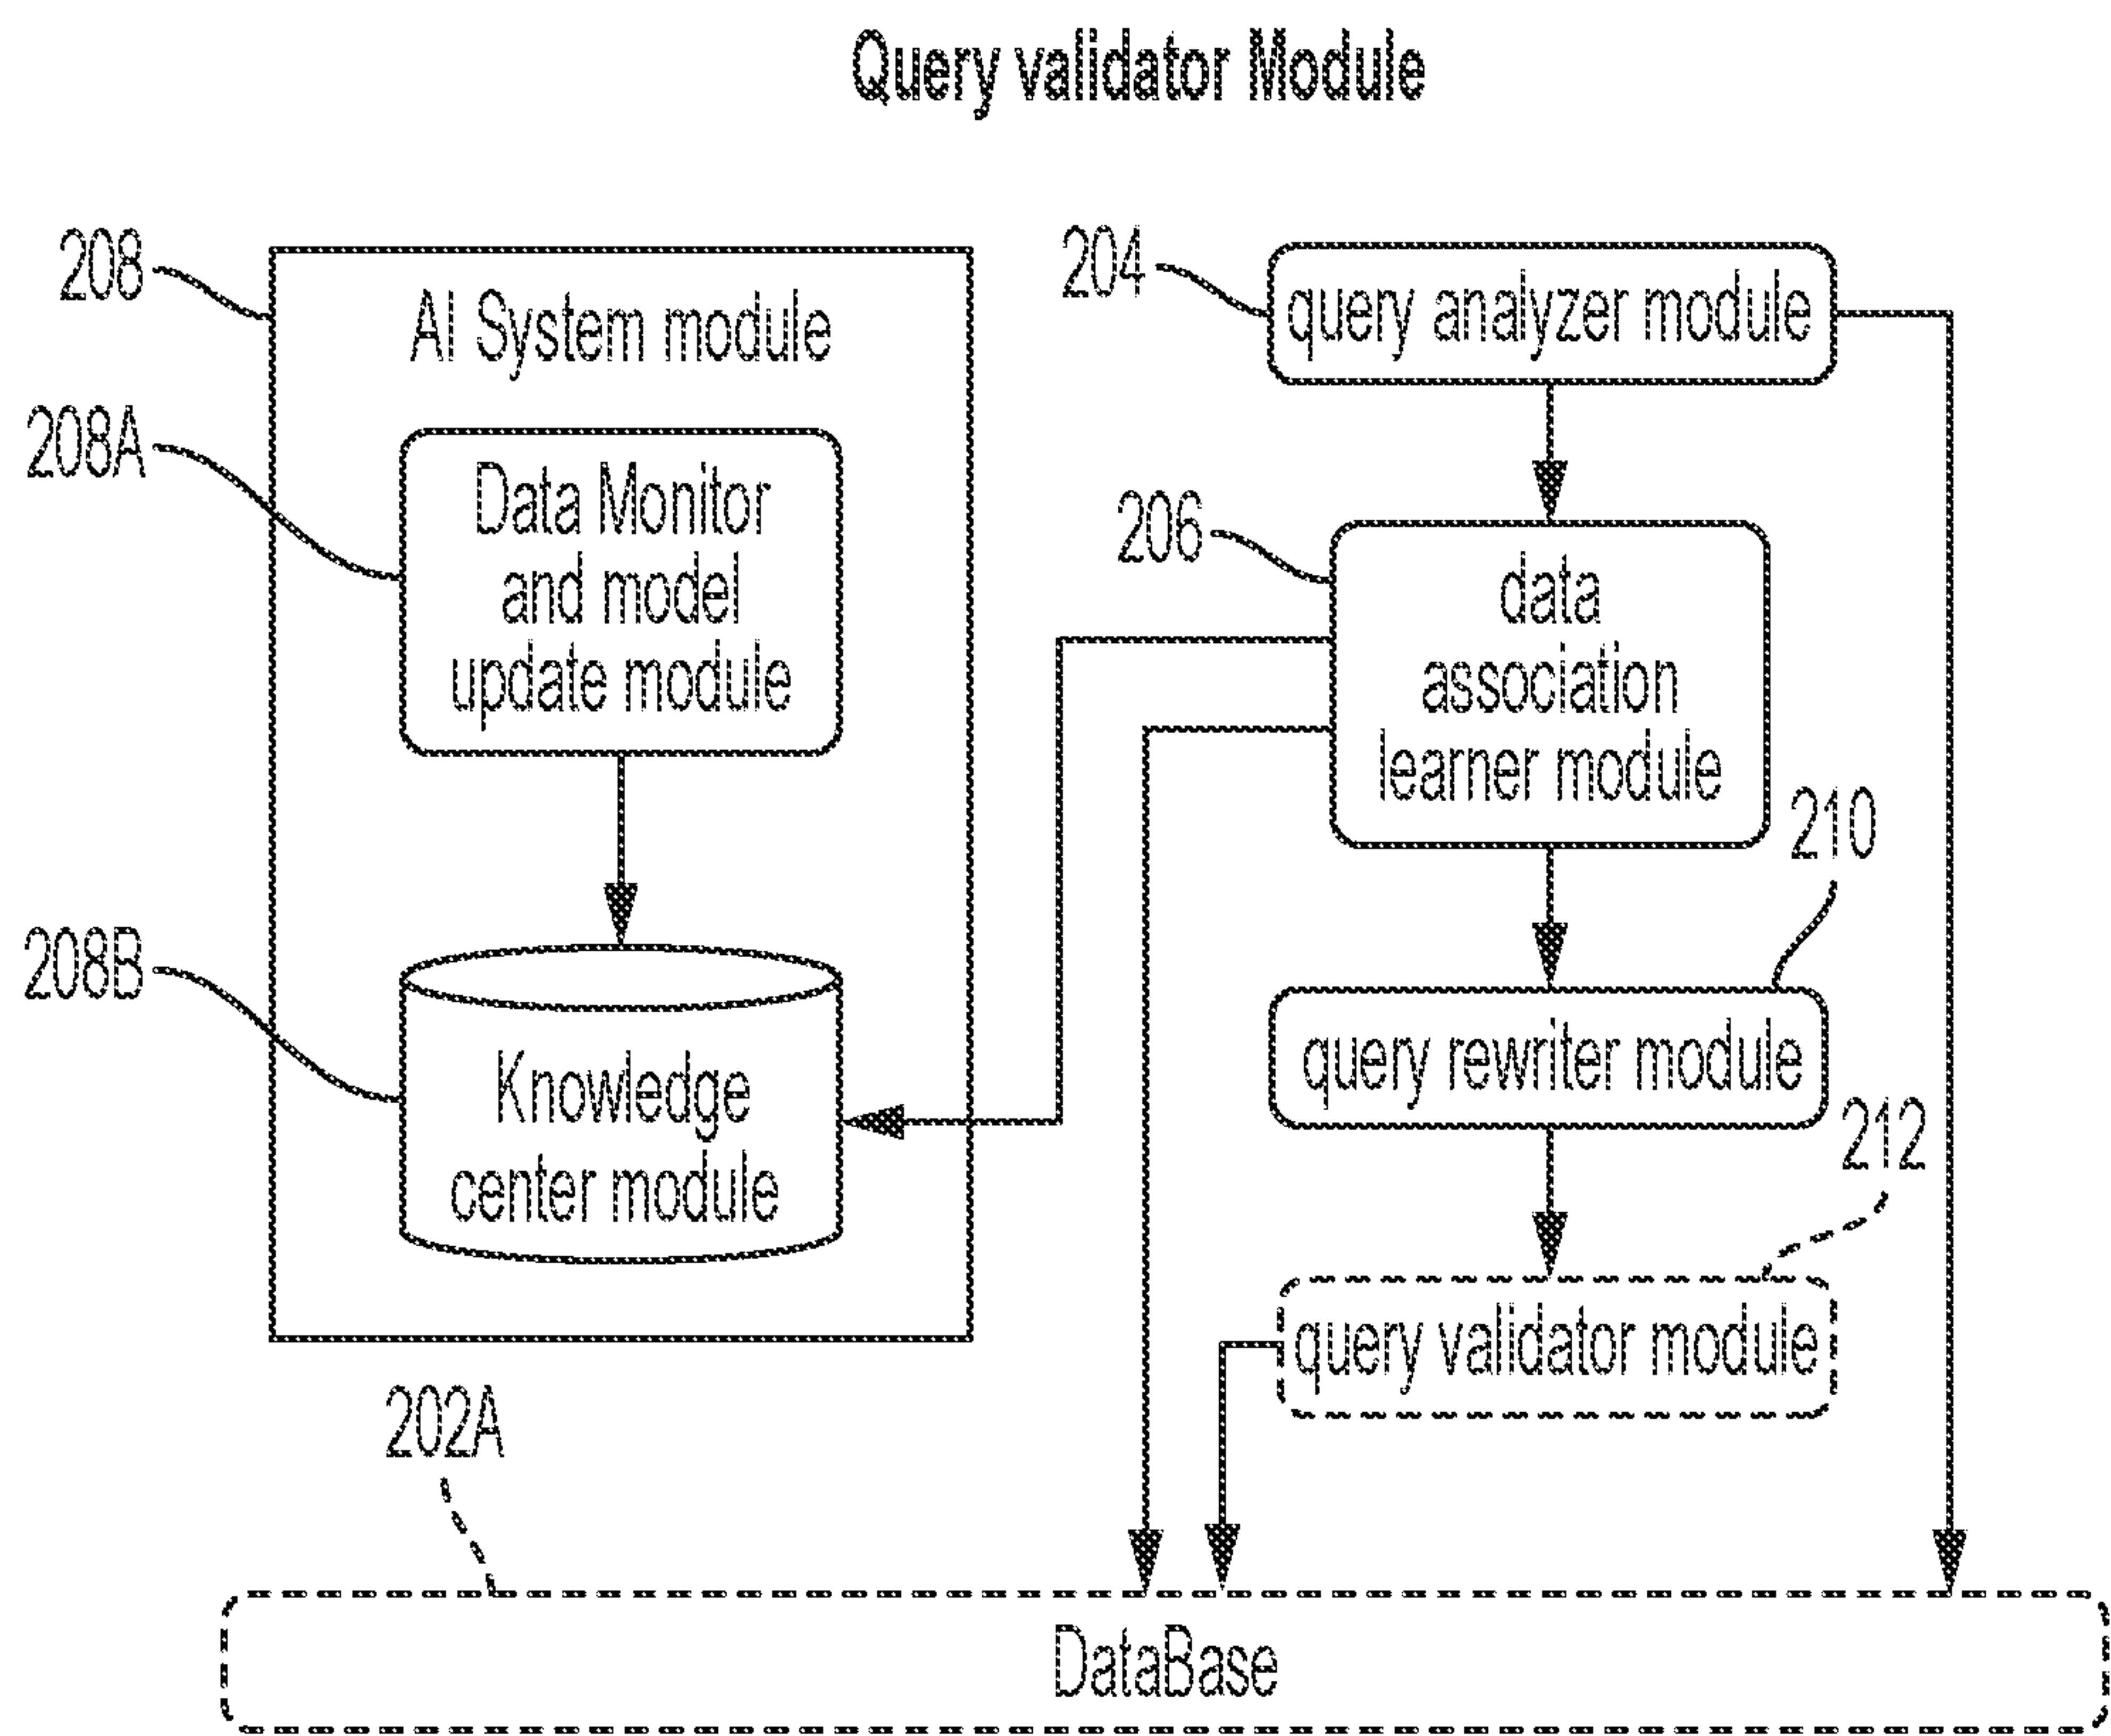 Query validator Module
208
AI System module
208A
Data Monitor
and model
update module
208B
Knowledge
center module
204
query analyzer module
206
data
association
learner module
210
query rewriter module
212
query validator module
202A
DataBase